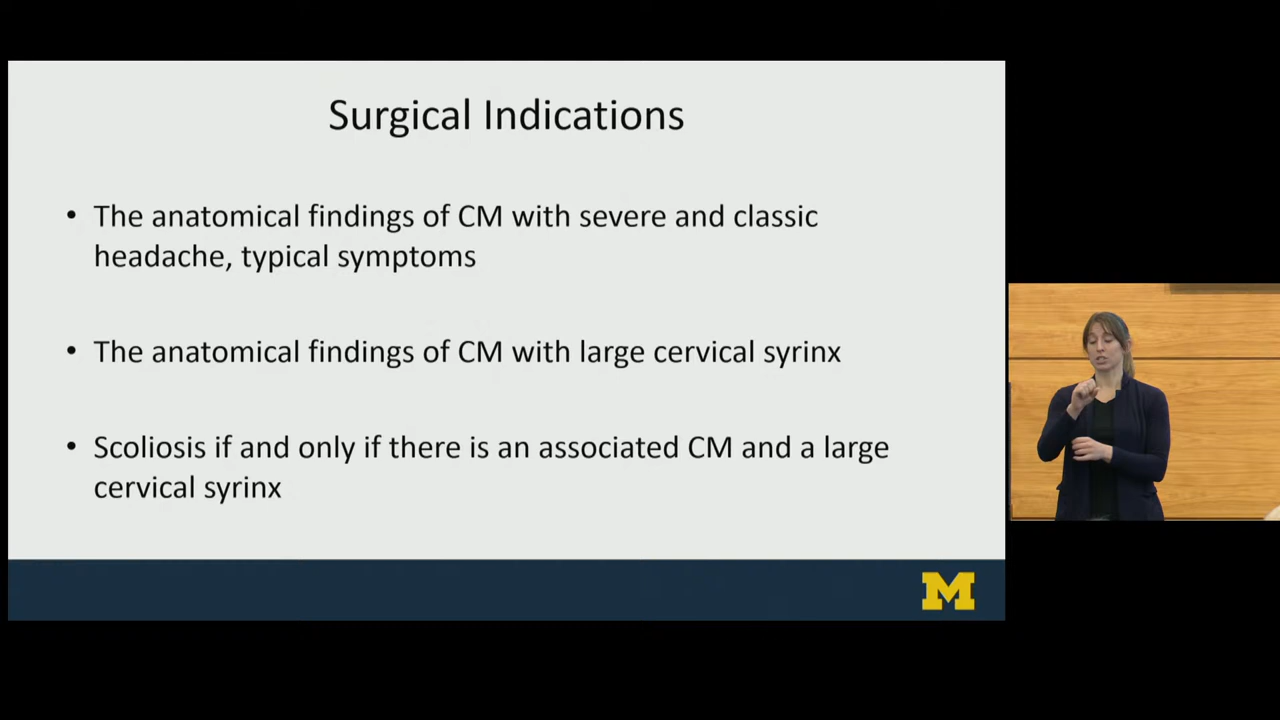 Surgical Indications
• The anatomical findings of CM with severe and classic
headache, typical symptoms
• The anatomical findings of CM with large cervical syrinx
• Scoliosis if and only if there is an associated CM and a large
cervical syrinx
M